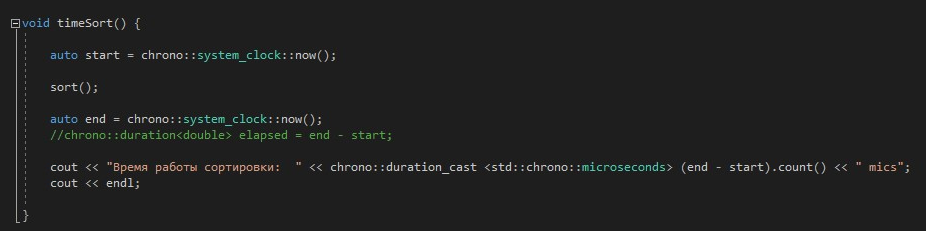 void timeSort() {
auto start = chrono::system_clock::now();
sort();
auto end = chrono::system_clock::now();
//chrono::duration<double> elapsed = end - start;
cout << "Время работы сортировки:  " << chrono::duration_cast <std::chrono::microseconds> (end - start).count() << " mics";
cout << endl;
}